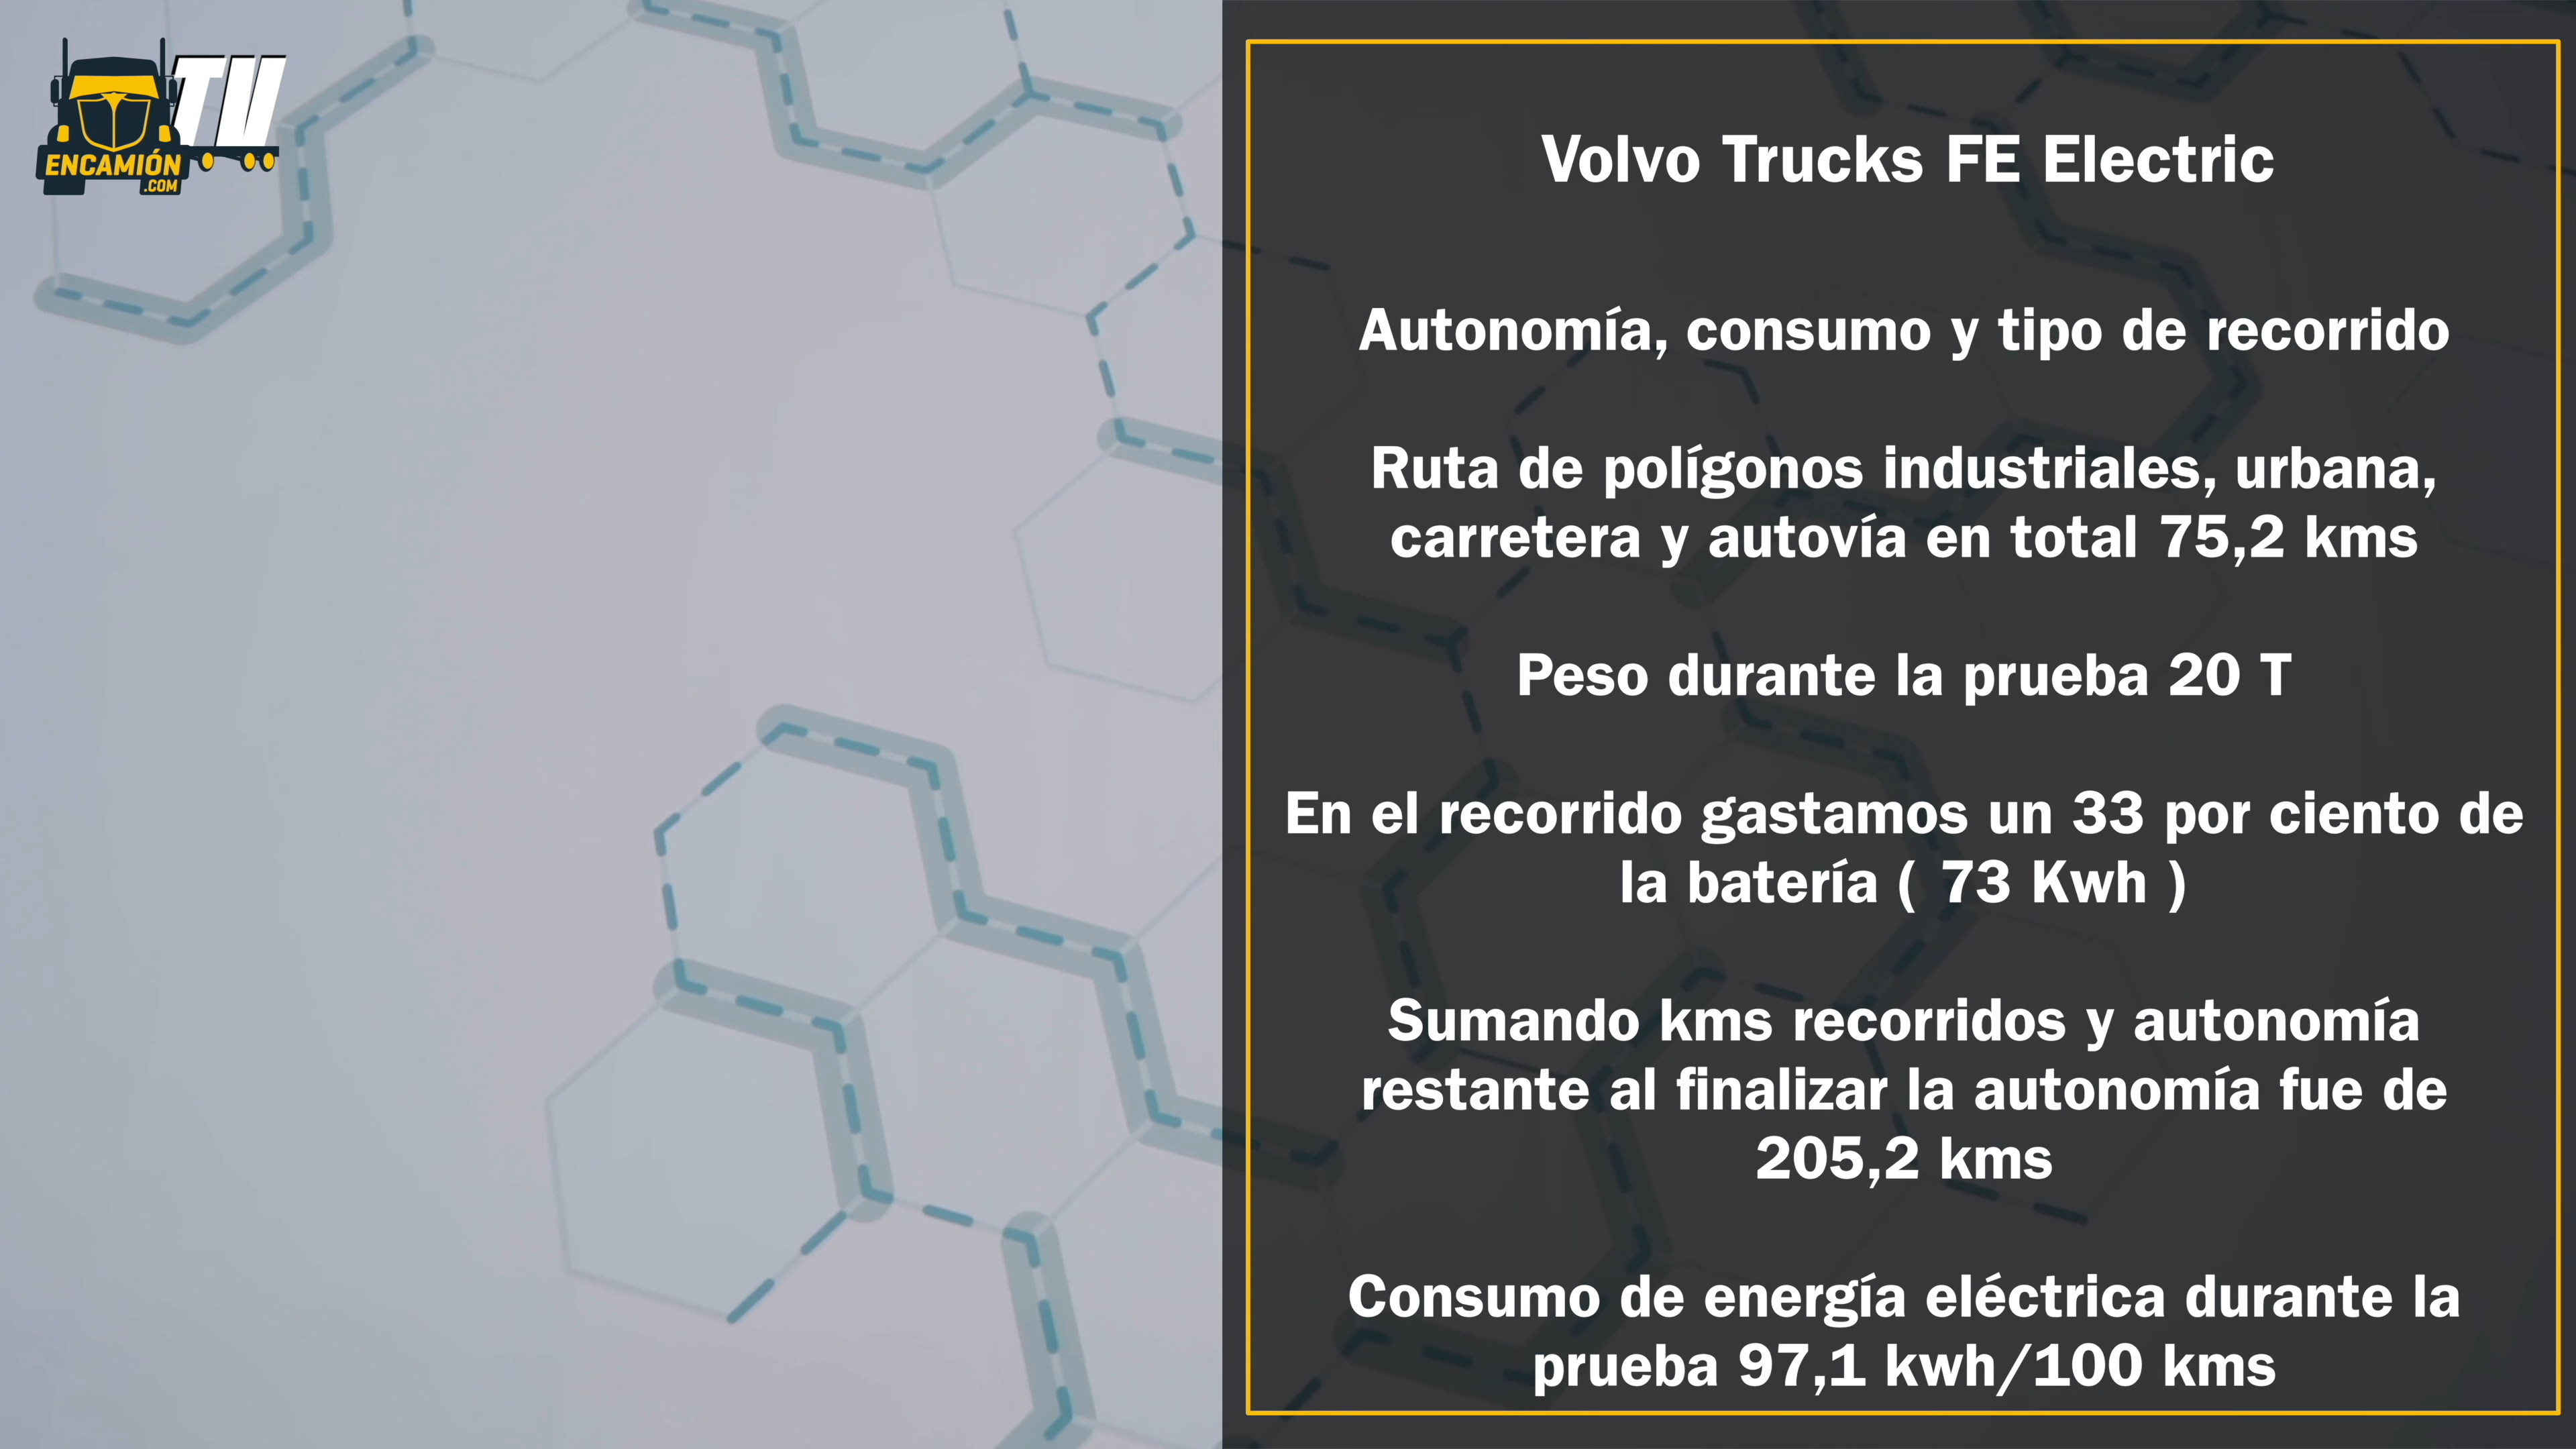 TV
ENCAMIÓN
.COM
Volvo Trucks FE Electric
Autonomía, consumo y tipo de recorrido
Ruta de polígonos industriales, urbana,
carretera y autovía en total 75,2 kms
Peso durante la prueba 20 T
En el recorrido gastamos un 33 por ciento de
la batería ( 73 Kwh )
Sumando kms recorridos y autonomía
restante al finalizar la autonomía fue de
205,2 kms
Consumo de energía eléctrica durante la
prueba 97,1 kwh/100 kms